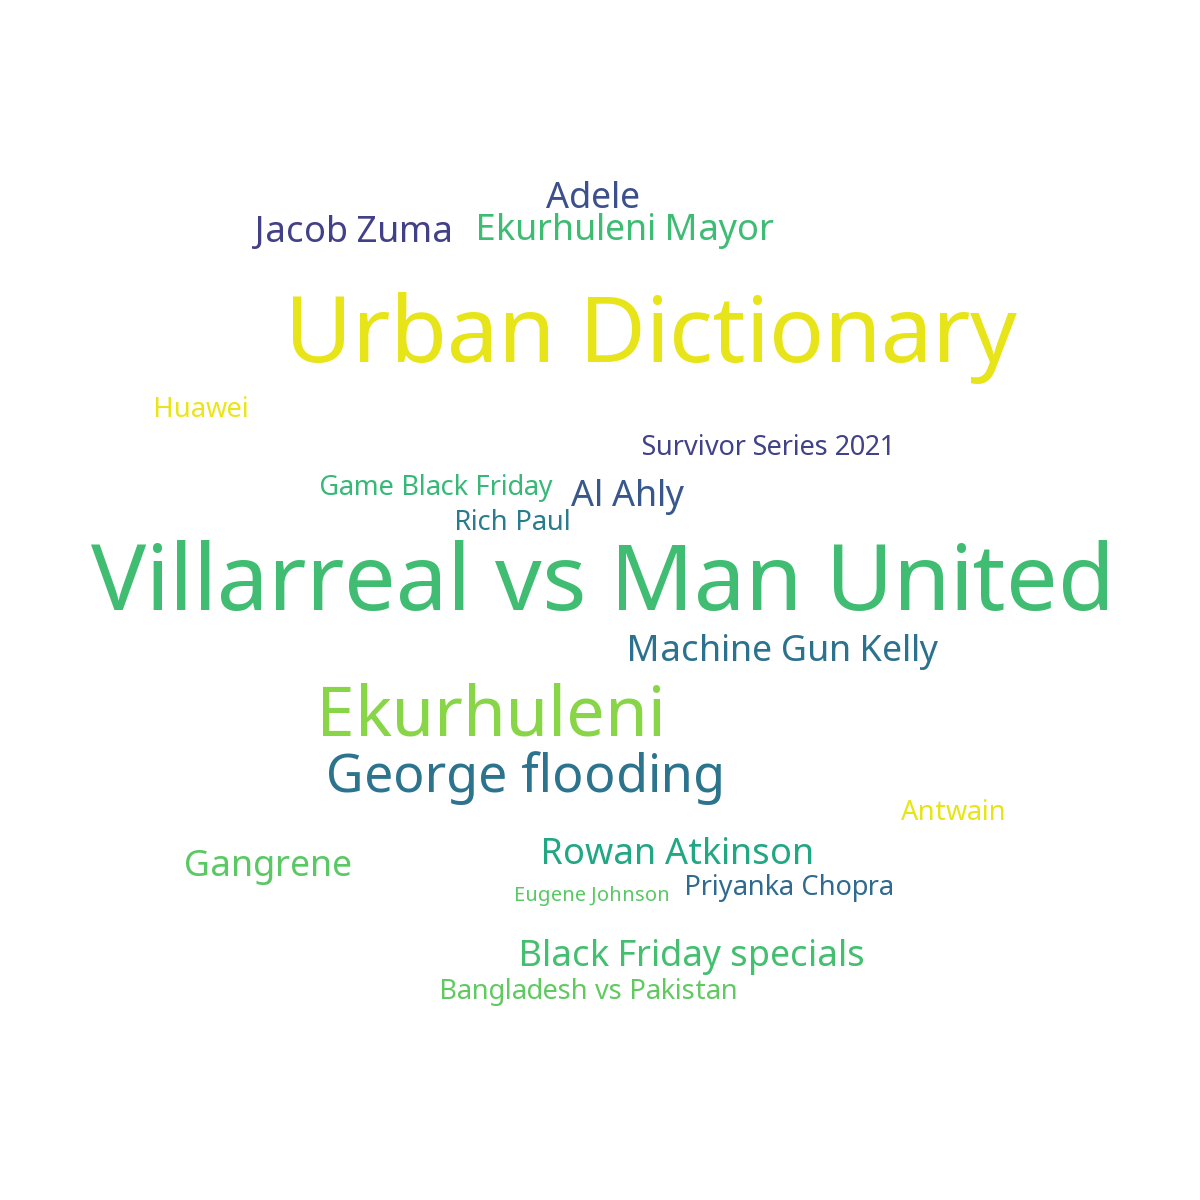 Adele
Jacob Zuma
Ekurhuleni Mayor
Urban Dictionary
Huawei
Survivor Series 2021
Game Black Friday
Al Ahly
Rich Paul
Villarreal vs Man United
Machine Gun Kelly
Ekurhuleni
George flooding
Antwain
Rowan Atkinson
Gangrene
Priyanka Chopra
Eugene Johnson
Black Friday specials
Bangladesh vs Pakistan